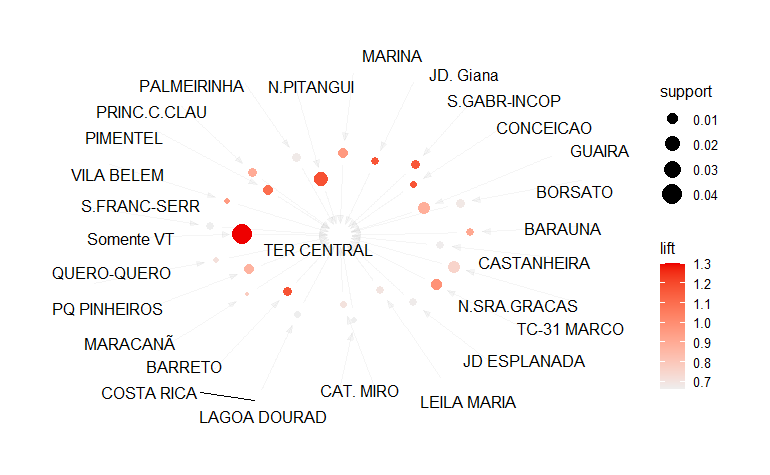 MARINA
JD. Giana
PALMEIRINHA
N.PITANGUI
S.GABR-INCOP
PRINC.C.CLAU
CONCEICAO
PIMENTEL
GUAIRA
VILA BELEM
BORSATO
S.FRANC-SERR
BARAUNA
Somente VT
TER CENTRAL
CASTANHEIRA
QUERO-QUERO
PQ PINHEIROS
N.SRA.GRACAS
TC-31 MARCO
MARACANÃ
JD ESPLANADA
BARRETO
COSTA RICA
CAT. MIRO
LEILA MARIA
LAGOA DOURAD
support
0.01
0.02
0.03
0.04
lift
1.3
1.2
1.1
1.0
0.9
0.8
0.7